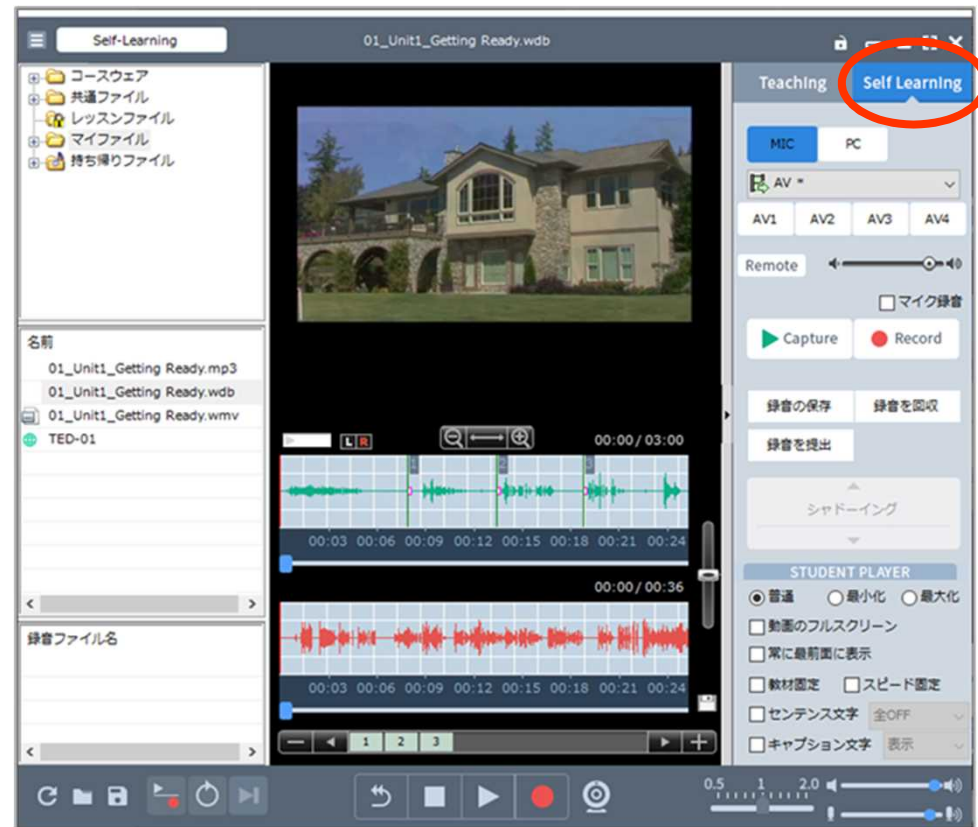 Self-Learning
01_Unit1_Getting Ready.wdb
Teaching
Self Learning
コースウェア
共通ファイル
レッスンファイル
マイファイル
持ち帰りファイル
名前
01_Unit1_Getting Ready.mp3
01_Unit1_Getting Ready.wdb
01_Unit1_Getting Ready.wmv
TED-01
録音ファイル名
L R
00:00 / 03:00
1 2 3
00:03 00:06 00:09 00:12 00:15 00:18 00:21 00:24
00:00 / 00:36
00:03 00:06 00:09 00:12 00:15 00:18 00:21 00:24
1 2 3
MIC PC
AV *
AV1 AV2 AV3 AV4
Remote
マイク録音
Capture Record
録音の保存 録音を回収
録音を提出
シャドーイング
STUDENT PLAYER
普通 最小化 最大化
動画のフルスクリーン
常に最前面に表示
教材固定 スピード固定
センテンス文字 全OFF
キャプション文字 表示
0.5 1 2.0